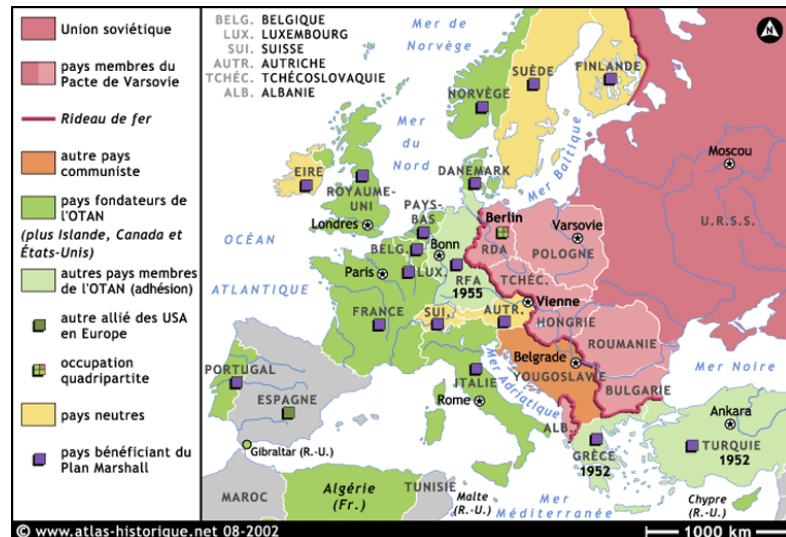 Union soviétique
pays membres du
Pacte de Varsovie
Rideau de fer
autre pays
communiste
pays fondateurs de
l'OTAN
(plus Islande, Canada et
États-Unis)
autres pays membres
de l'OTAN (adhésion)
autre allié des USA
en Europe
occupation
quadripartite
pays neutres
pays bénéficiant du
Plan Marshall
BELG. BELGIQUE
LUX. LUXEMBOURG
SUI. SUISSE
AUTR. AUTRICHE
TCHÉC. TCHÉCOSLOVAQUIE
ALB. ALBANIE
Mer de
Norvège
SUÈDE
FINLANDE
NORVÈGE
Mer
du
Nord
Mer Baltique
Moscou
EIRE
ROYAUME-
UNI
DANEMARK
U.R.S.S.
Londres
PAYS-
BAS
Berlin
RDA
Varsovie
POLOGNE
OCÉAN
ATLANTIQUE
BELG.
Bonn
Paris
LUX.
RFA
1955
TCHÉC.
Vienne
FRANCE
SUI.
AUTR.
HONGRIE
ROUMANIE
Belgrade
YOUGOSLAVIE
BULGARIE
Mer Noire
PORTUGAL
ESPAGNE
ITALIE
Rome
Mer Adriatique
ALB.
GRÈCE
1952
Ankara
TURQUIE
1952
Gibraltar (R.-U.)
MAROC
Algérie
(Fr.)
TUNISIE
Malte
(R.-U.)
Mer
Méditerranée
Chypre
(R.-U.)
© www.atlas-historique.net 08-2002
1000 km